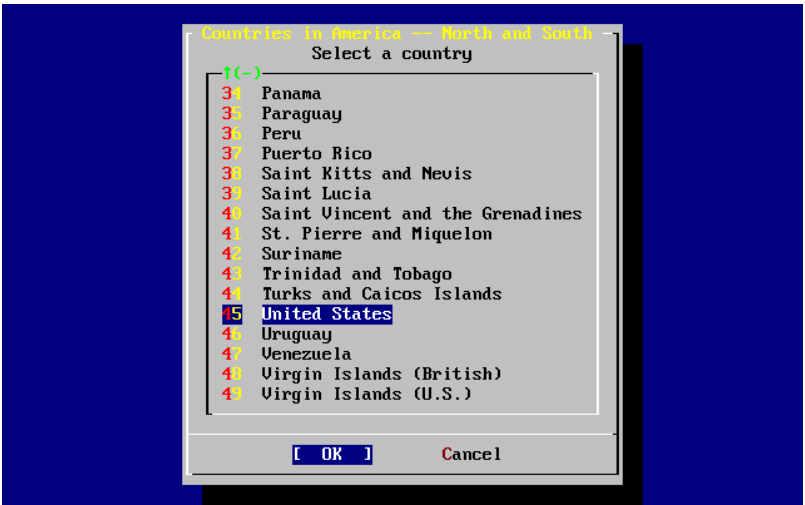 Countries in America -- North and South
Select a country
↑(-)
34 Panama
35 Paraguay
36 Peru
37 Puerto Rico
38 Saint Kitts and Nevis
39 Saint Lucia
40 Saint Vincent and the Grenadines
41 St. Pierre and Miquelon
42 Suriname
43 Trinidad and Tobago
44 Turks and Caicos Islands
45 United States
46 Uruguay
47 Venezuela
48 Virgin Islands (British)
49 Virgin Islands (U.S.)
[ OK ] Cancel